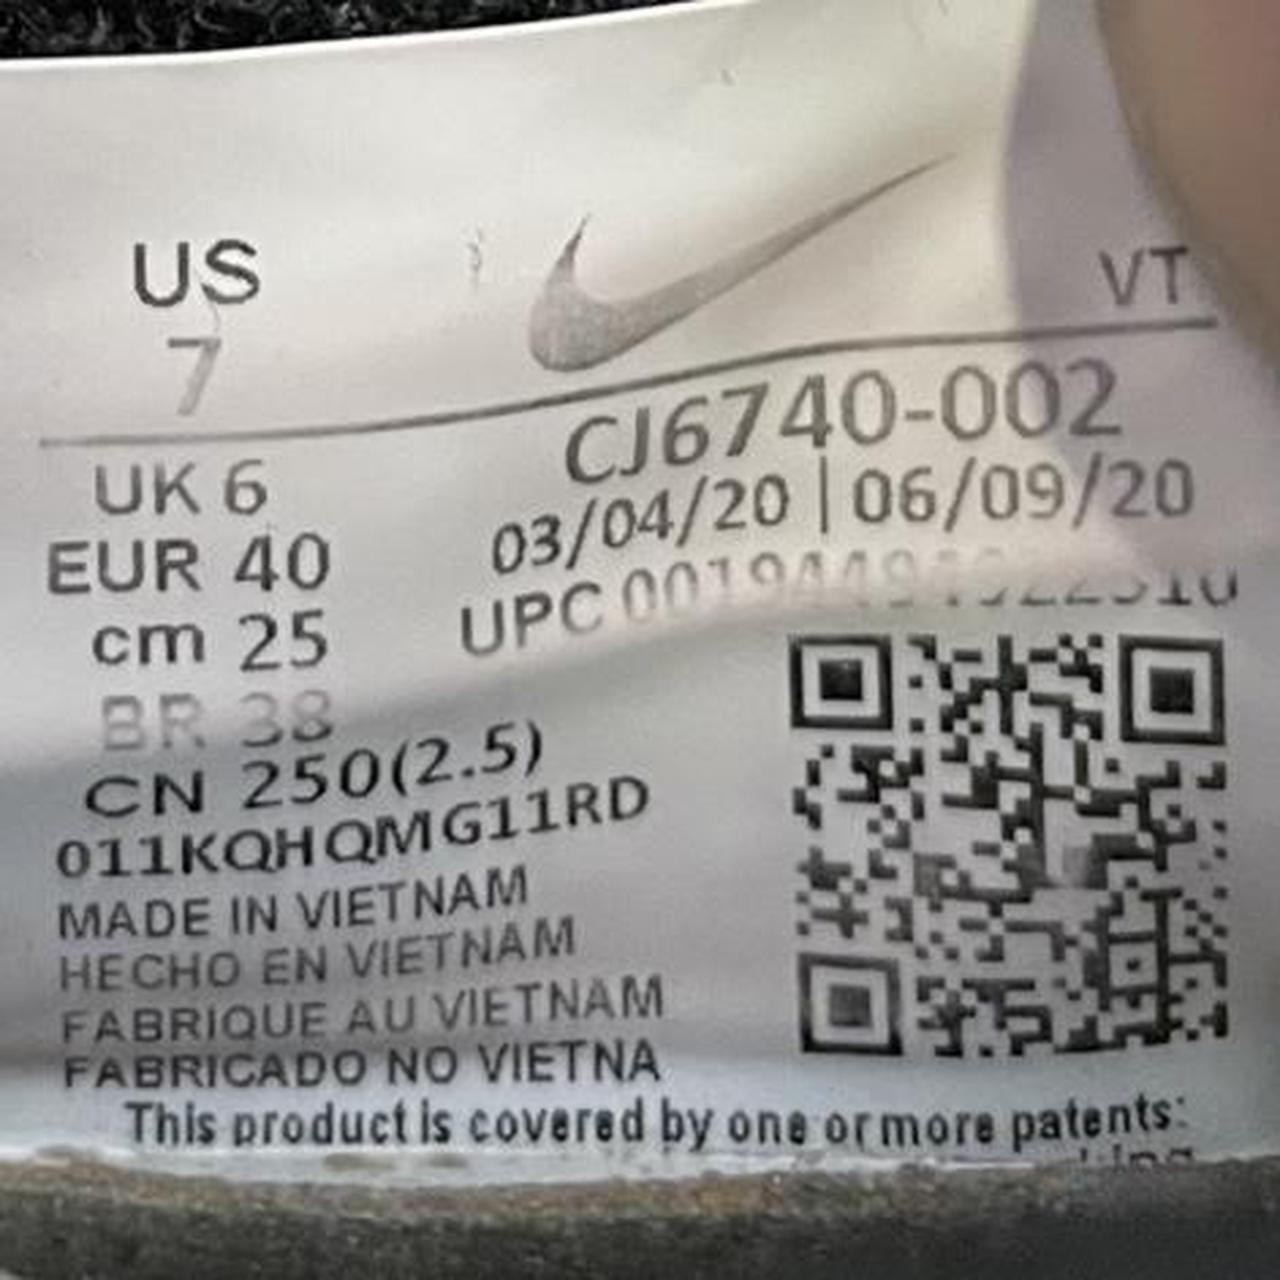 US
7
VT
CJ6740-002
03/04/20 | 06/09/20
UPC
UK 6
EUR 40
cm 25
BR 38
CN 250(2.5)
011KQHQMG11RD
MADE IN VIETNAM
HECHO EN VIETNAM
FABRIQUE AU VIETNAM
FABRICADO NO VIETNA
This product is covered by one or more patents: